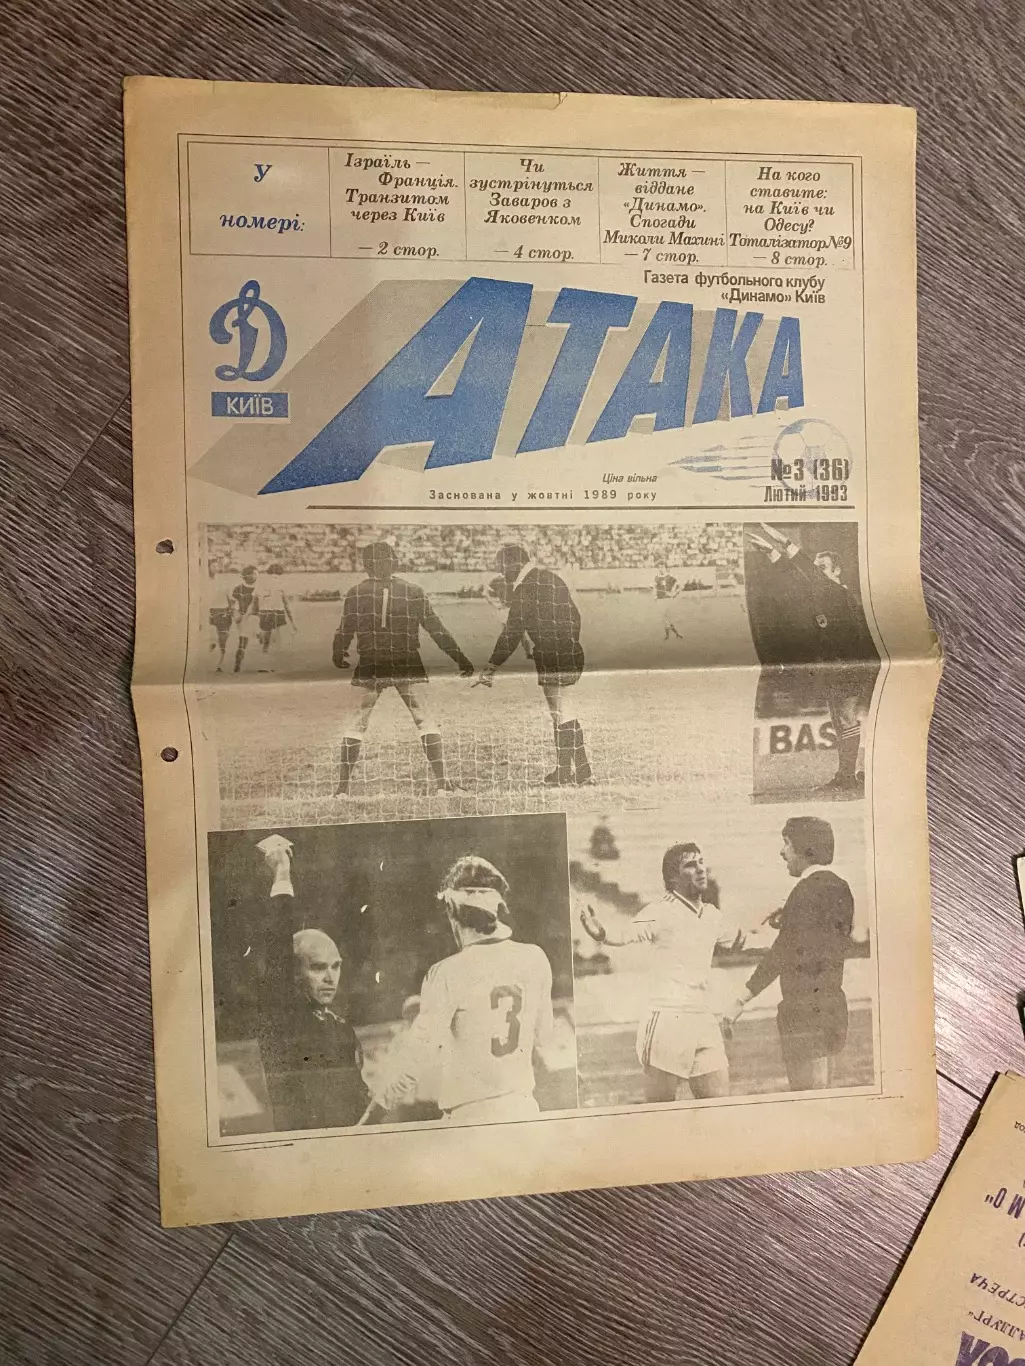 У
номері:
Ізраїль —
Франція.
Транзитом
через Київ
— 2 стор.
Чи
зустрінуться
Заваров з
Яковенком
— 4 стор.
Життя —
віддане
«Динамо».
Спогади
Миколи Махині
— 7 стор.
На кого
ставите:
на Київ чи
Одесу?
Тоталізатор №9
— 8 стор.
Газета футбольного клубу
«Динамо» Київ
Д
КИЇВ
АТАКА
№3 (36)
Лютий 1993
Ціна вільна
Заснована у жовтні 1989 року
1
BAS
3
М О"
СТРЕЧА